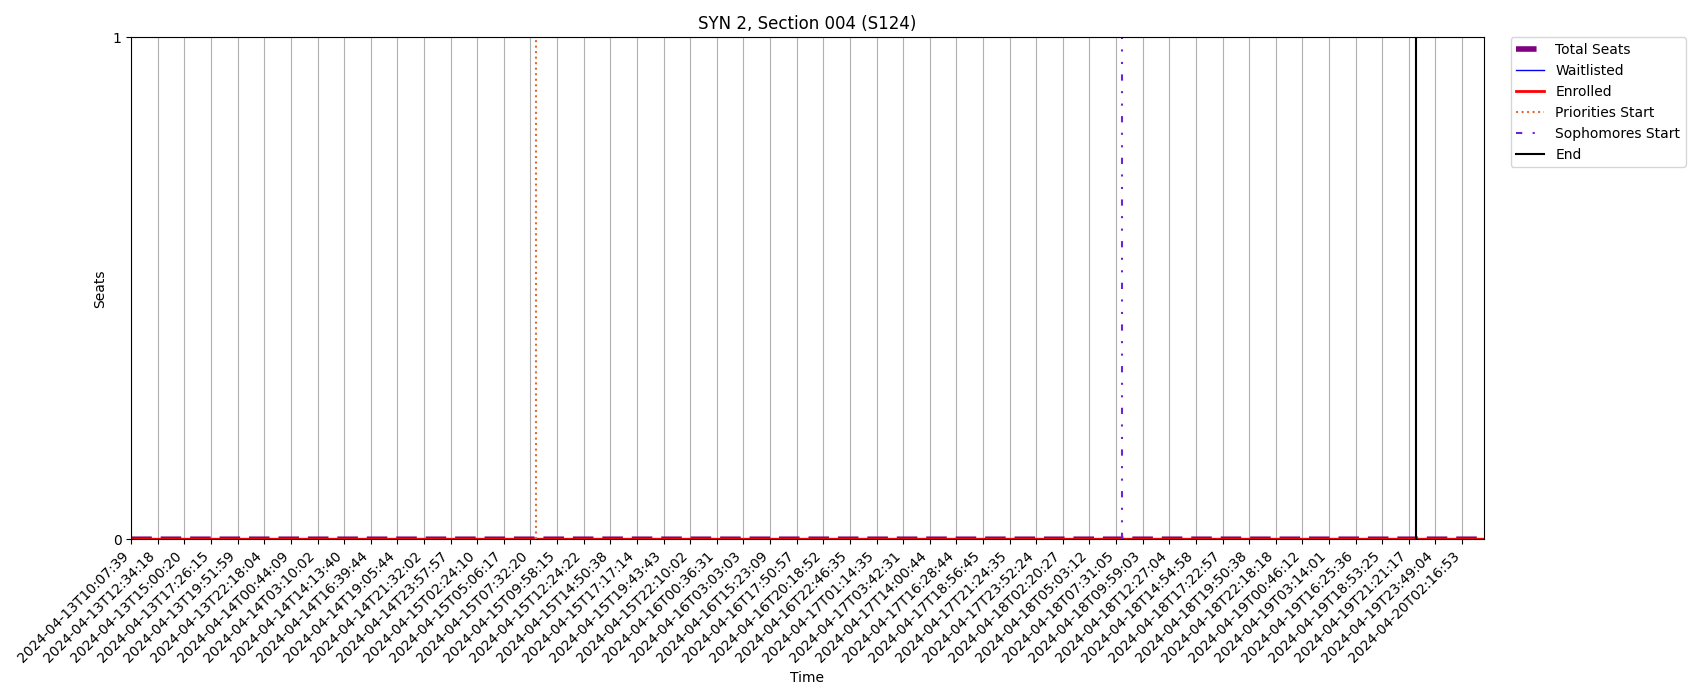 SYN 2, Section 004 (S124)
1
0
Seats
Total Seats
Waitlisted
Enrolled
Priorities Start
Sophomores Start
End
2024-04-13T10:07:39
2024-04-13T12:34:18
2024-04-13T15:00:20
2024-04-13T17:26:15
2024-04-13T19:51:59
2024-04-13T22:18:04
2024-04-14T00:44:09
2024-04-14T03:10:02
2024-04-14T14:13:40
2024-04-14T16:39:44
2024-04-14T19:05:44
2024-04-14T21:32:02
2024-04-14T23:57:57
2024-04-15T02:24:10
2024-04-15T05:06:17
2024-04-15T07:32:20
2024-04-15T09:58:15
2024-04-15T12:24:22
2024-04-15T14:50:38
2024-04-15T17:17:14
2024-04-15T19:43:43
2024-04-15T22:10:02
2024-04-16T00:36:31
2024-04-16T03:03:03
2024-04-16T15:23:09
2024-04-16T17:50:57
2024-04-16T20:18:52
2024-04-16T22:46:35
2024-04-17T01:14:35
2024-04-17T03:42:31
2024-04-17T14:00:44
2024-04-17T16:28:44
2024-04-17T18:56:45
2024-04-17T21:24:35
2024-04-17T23:52:24
2024-04-18T02:20:27
2024-04-18T05:03:12
2024-04-18T07:31:05
2024-04-18T09:59:03
2024-04-18T12:27:04
2024-04-18T14:54:58
2024-04-18T17:22:57
2024-04-18T19:50:38
2024-04-18T22:18:18
2024-04-19T00:46:12
2024-04-19T03:14:01
2024-04-19T16:25:36
2024-04-19T18:53:25
2024-04-19T21:21:17
2024-04-19T23:49:04
2024-04-20T02:16:53
Time